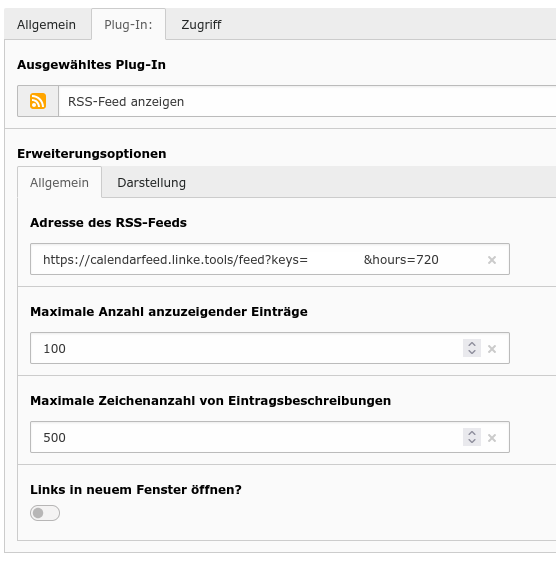 Allgemein Plug-In: Zugriff
Ausgewähltes Plug-In
RSS-Feed anzeigen
Erweiterungsoptionen
Allgemein Darstellung
Adresse des RSS-Feeds
https://calendarfeed.linke.tools/feed?keys= &hours=720
Maximale Anzahl anzuzeigender Einträge
100
Maximale Zeichenanzahl von Eintragsbeschreibungen
500
Links in neuem Fenster öffnen?